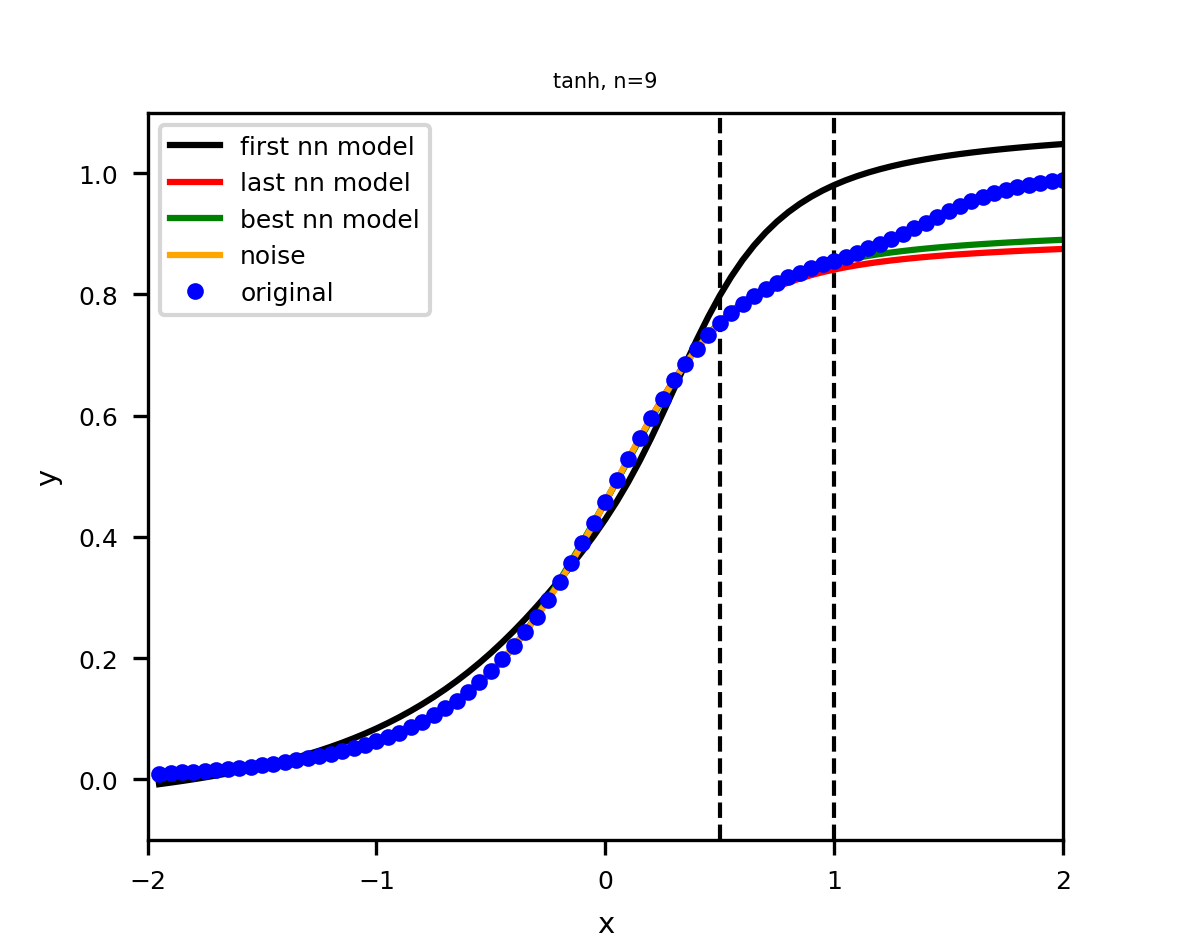 tanh, n=9
first nn model
last nn model
best nn model
noise
original
1.0
0.8
0.6
0.4
0.2
0.0
y
−2
−1
0
1
2
x